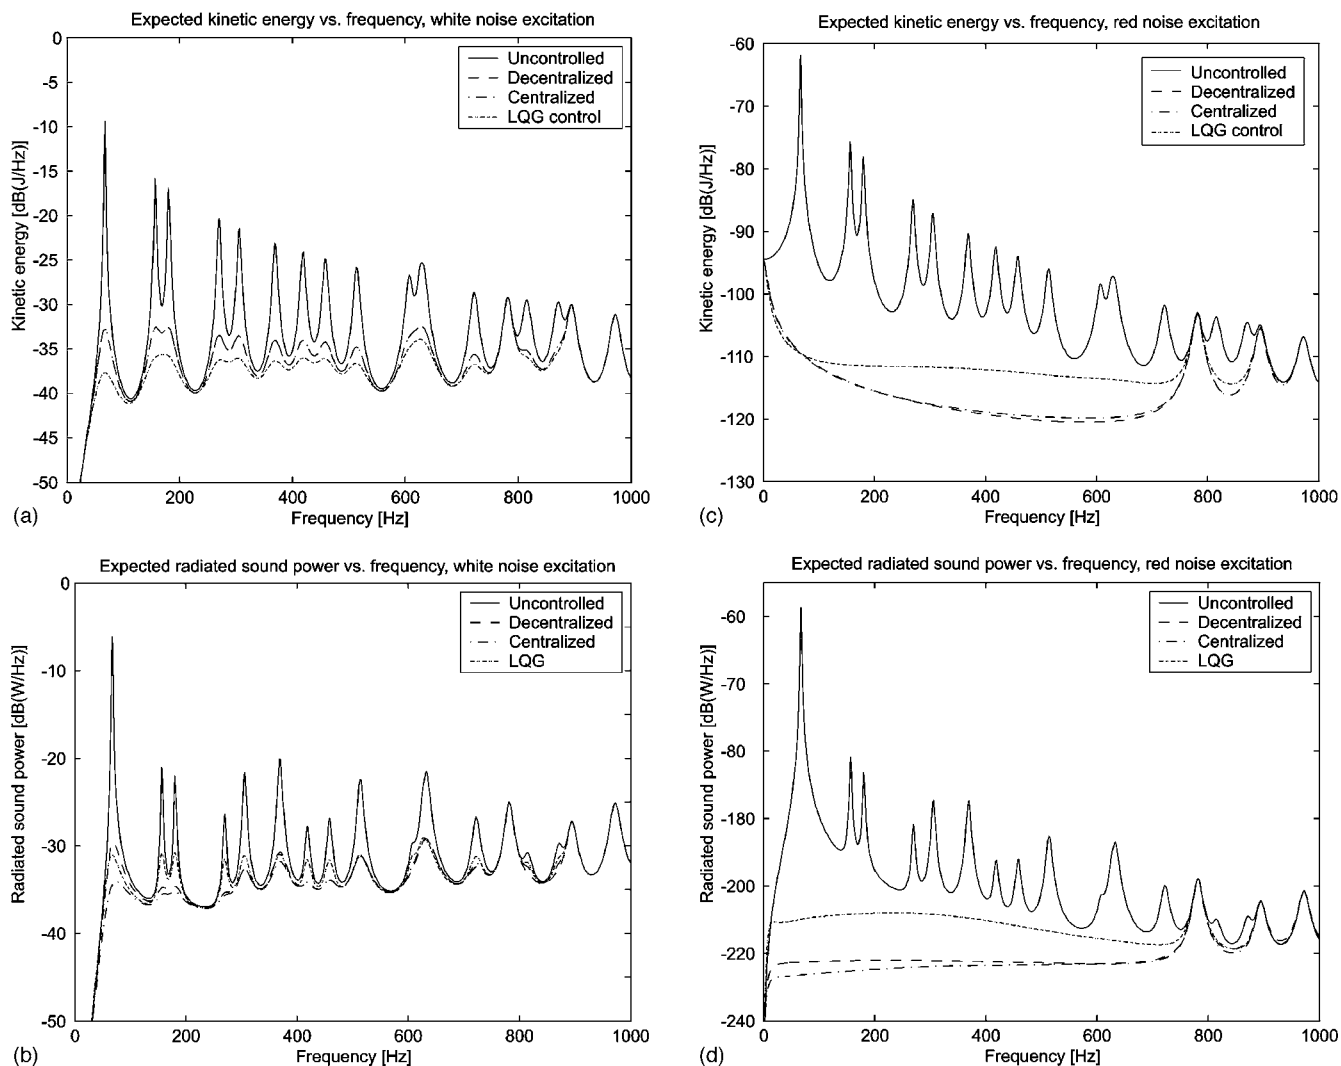 Expected kinetic energy vs. frequency, white noise excitation
0
-5
-10
-15
-20
-25
-30
-35
-40
-45
-50
Kinetic energy [dB(J/Hz)]
Uncontrolled
Decentralized
Centralized
LQG control
0 200 400 600 800 1000
Frequency [Hz]
(a)
Expected kinetic energy vs. frequency, red noise excitation
-60
-70
-80
-90
-100
-110
-120
-130
Kinetic energy [dB(J/Hz)]
Uncontrolled
Decentralized
Centralized
LQG control
0 200 400 600 800 1000
Frequency [Hz]
(c)
Expected radiated sound power vs. frequency, white noise excitation
0
-10
-20
-30
-40
-50
Radiated sound power [dB(W/Hz)]
Uncontrolled
Decentralized
Centralized
LQG
0 200 400 600 800 1000
Frequency [Hz]
(b)
Expected radiated sound power vs. frequency, red noise excitation
-60
-70
-80
-180
-200
-220
-240
Radiated sound power [dB(W/Hz)]
Uncontrolled
Decentralized
Centralized
LQG
0 200 400 600 800 1000
Frequency [Hz]
(d)